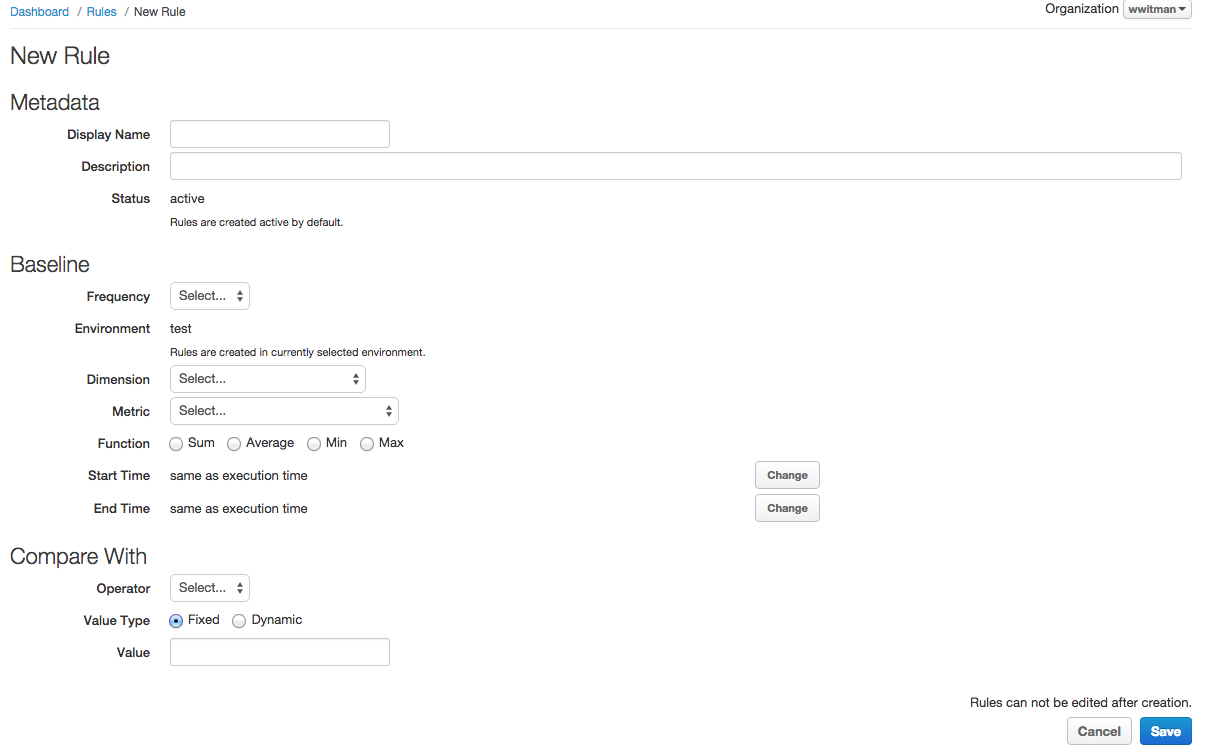 Dashboard / Rules / New Rule
Organization wwitman
New Rule
Metadata
Display Name
Description
Status active
Rules are created active by default.
Baseline
Frequency Select...
Environment test
Rules are created in currently selected environment.
Dimension Select...
Metric Select...
Function Sum Average Min Max
Start Time same as execution time Change
End Time same as execution time Change
Compare With
Operator Select...
Value Type Fixed Dynamic
Value
Rules can not be edited after creation.
Cancel Save